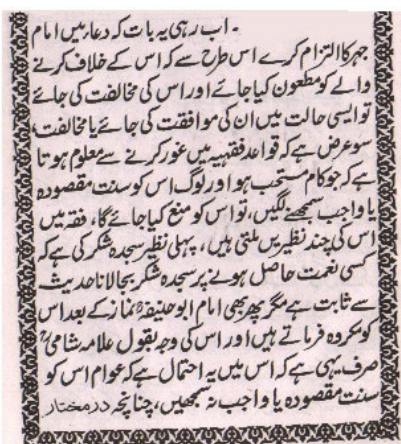 ۔ اب رہی یہ بات کہ دعا میں امام
جہر کا التزام کرے اس طرح سے کہ اس کے خلاف کرنے
والے کو مطعون کیا جائے اور اس کی مخالفت کی جائے
تو ایسی حالت میں ان کی موافقت کی جائے یا مخالفت،
سو عرض ہے کہ قواعد فقہیہ میں غور کرنے سے معلوم ہوتا
ہے کہ جو کام مستحب ہو اور لوگ اس کو سنت مقصودہ
یا واجب سمجھنے لگیں، تو اس کو منع کیا جائے گا، فقہ میں
اس کی چند نظیریں ملتی ہیں، پہلی نظیر سجدہ شکر کی ہے کہ
کسی نعمت حاصل ہونے پر سجدہ شکر بجالانا حدیث
سے ثابت ہے مگر پھر بھی امام ابو حنیفہؒ نماز کے بعد اس
کو مکروہ فرماتے ہیں اور اس کی وجہ بقول علامہ شامیؒ
صرف یہی ہے کہ اس میں یہ احتمال ہے کہ عوام اس کو
سنت مقصودہ یا واجب نہ سمجھیں، چنانچہ در مختار